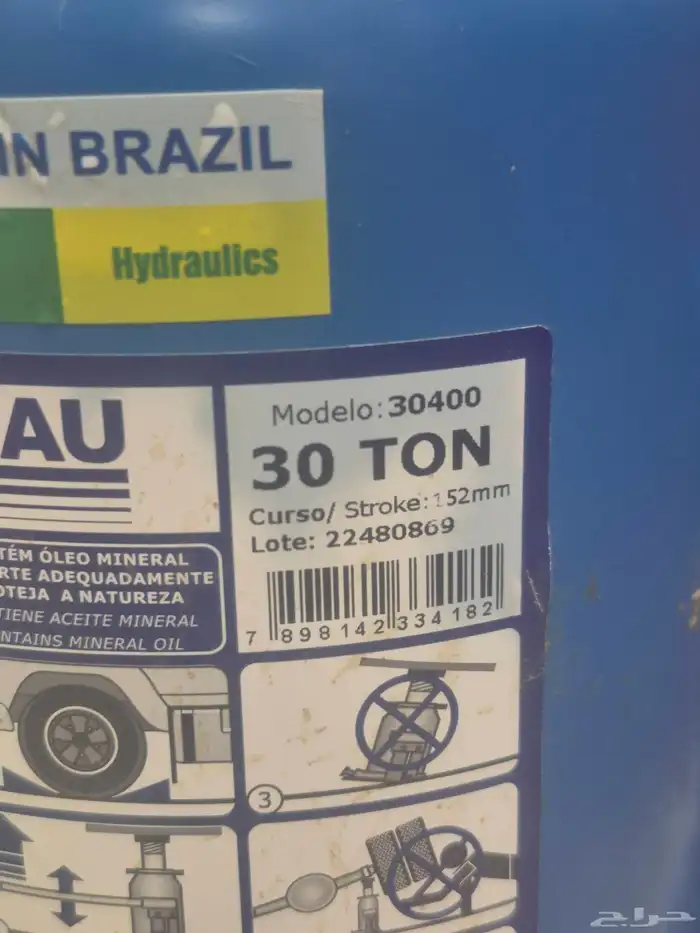 IN BRAZIL
Hydraulics
AU
Modelo: 30400
30 TON
Curso/ Stroke: 152mm
Lote: 22480869
7 898142 334182
TÉM ÓLEO MINERAL
RTE ADEQUADAMENTE
OTEJA A NATUREZA
TIENE ACEITE MINERAL
NTAINS MINERAL OIL
3
حراج